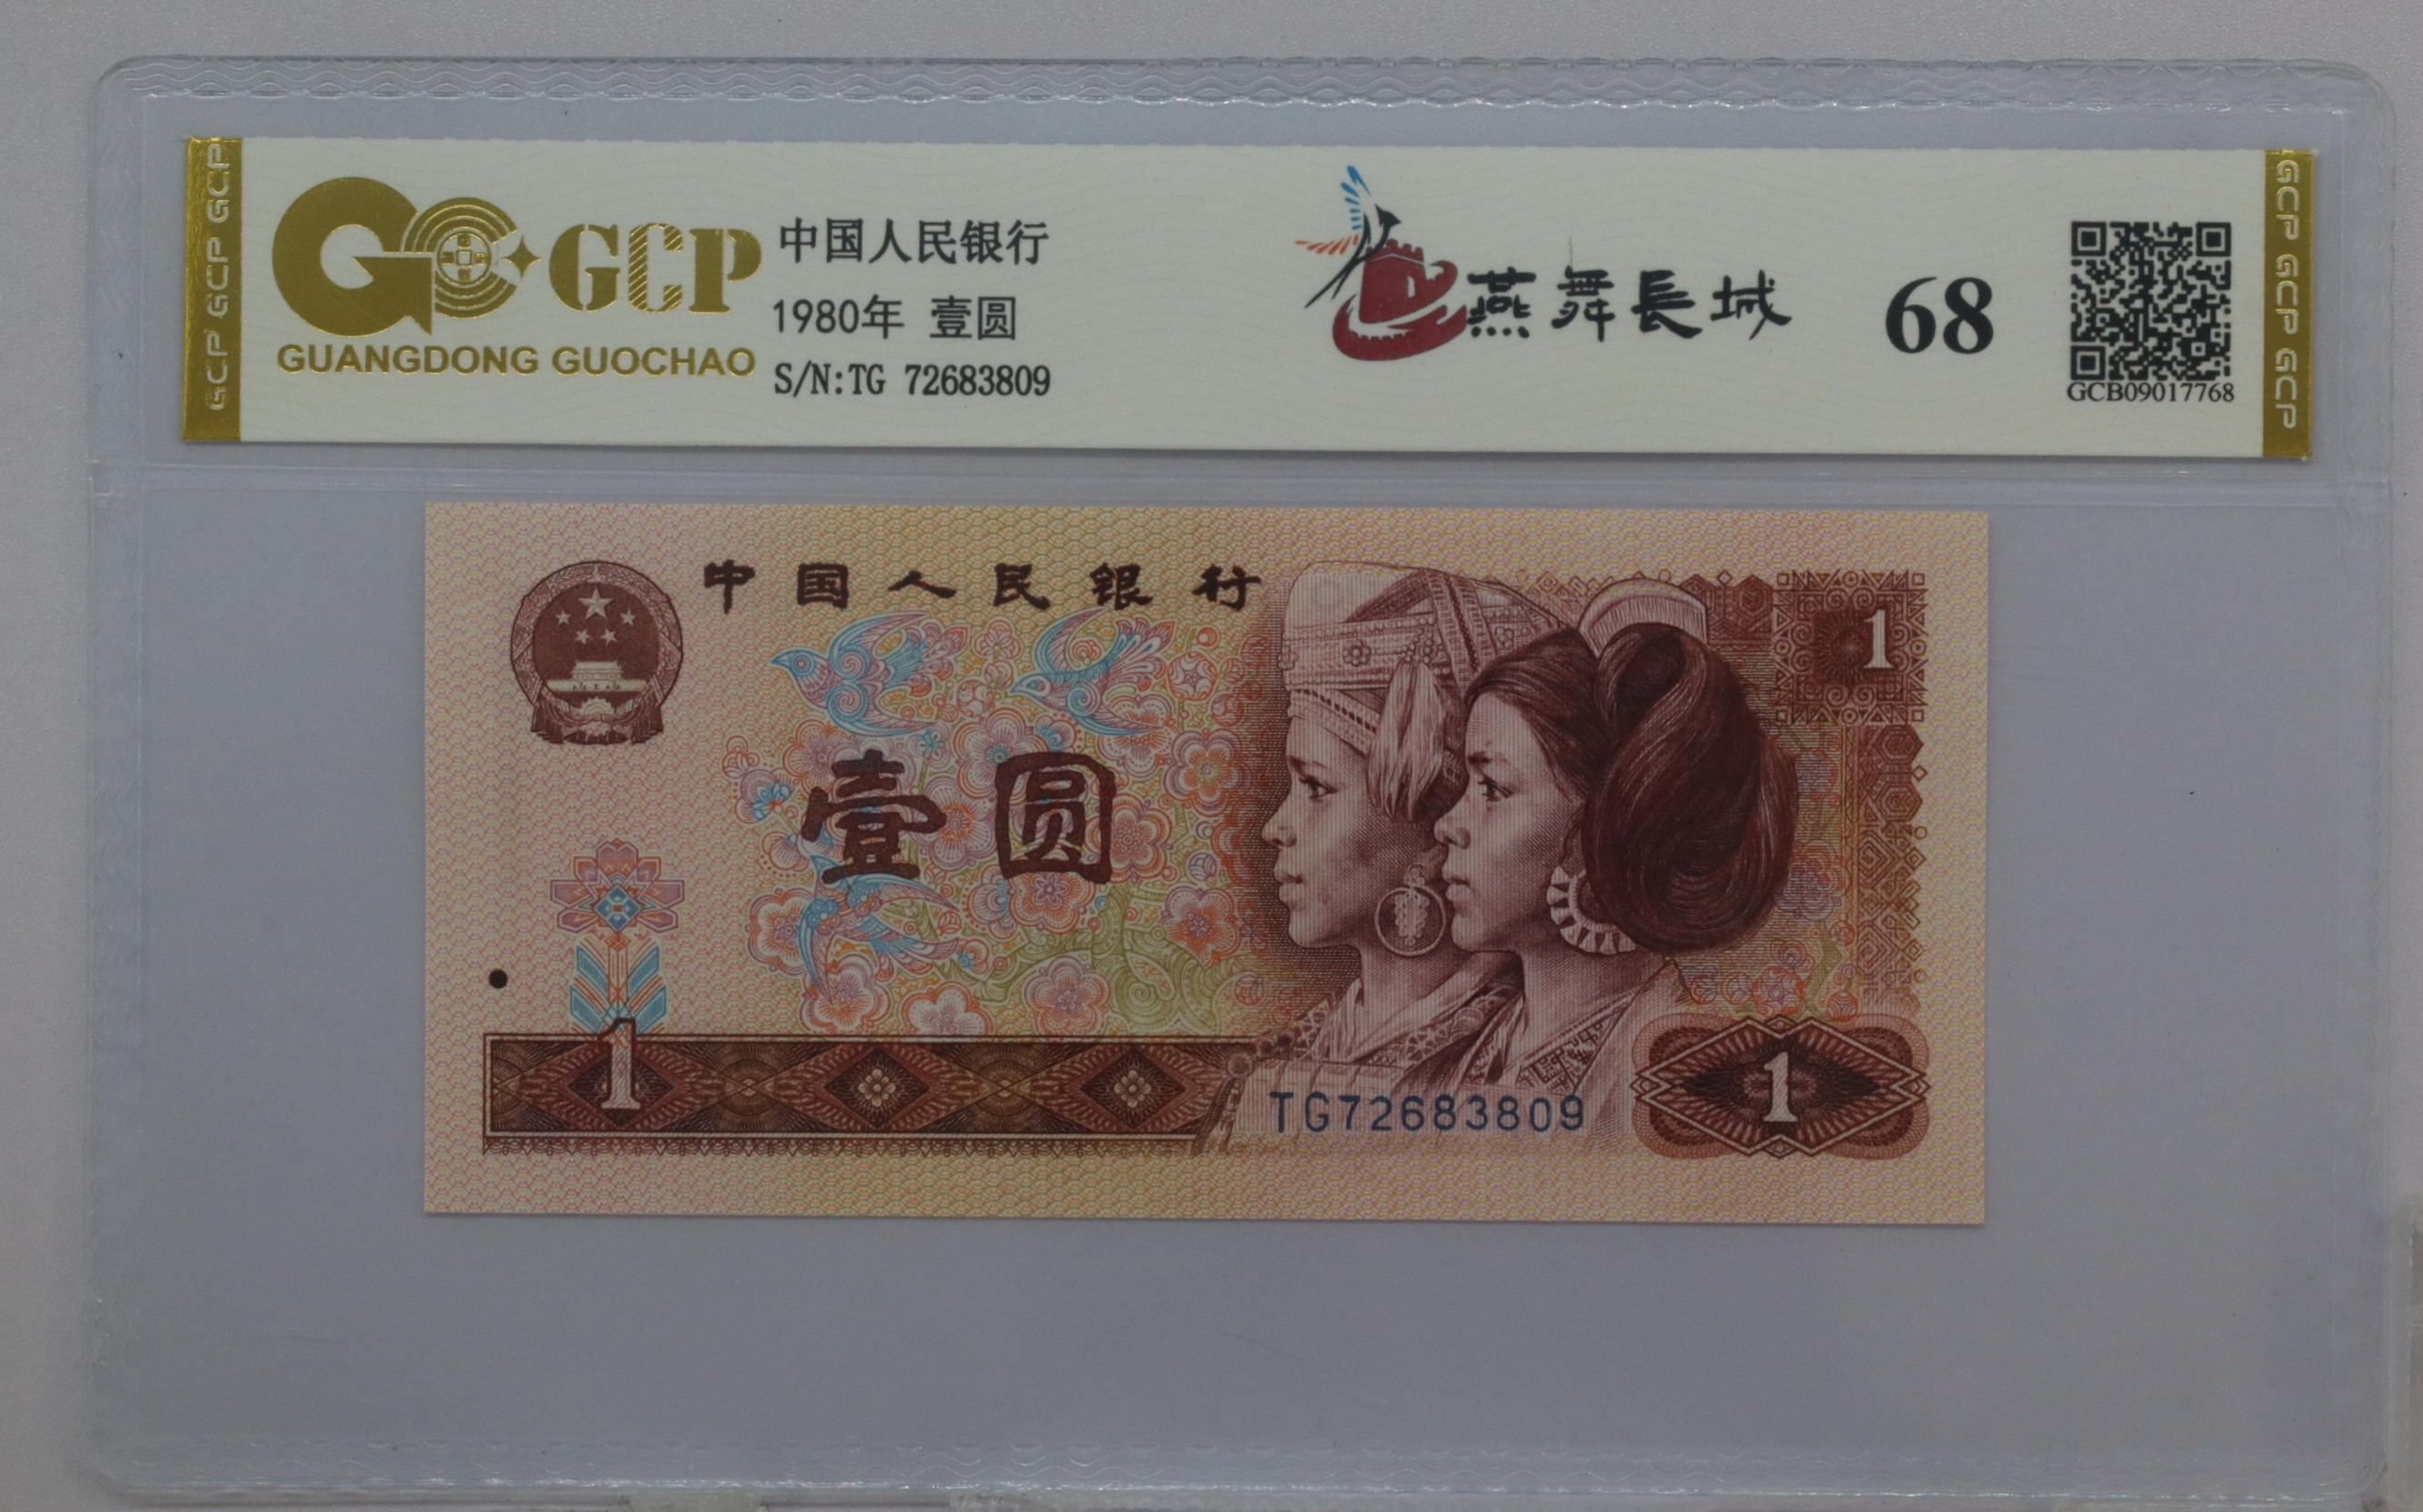 GCP GCP GCP
GCP
GUANGDONG GUOCHAO
中国人民银行
1980年 壹圆
S/N:TG 72683809
燕舞長城
68
GCB09017768
GCP GCP GCP
中国人民银行
1
壹圆
1
TG72683809
1